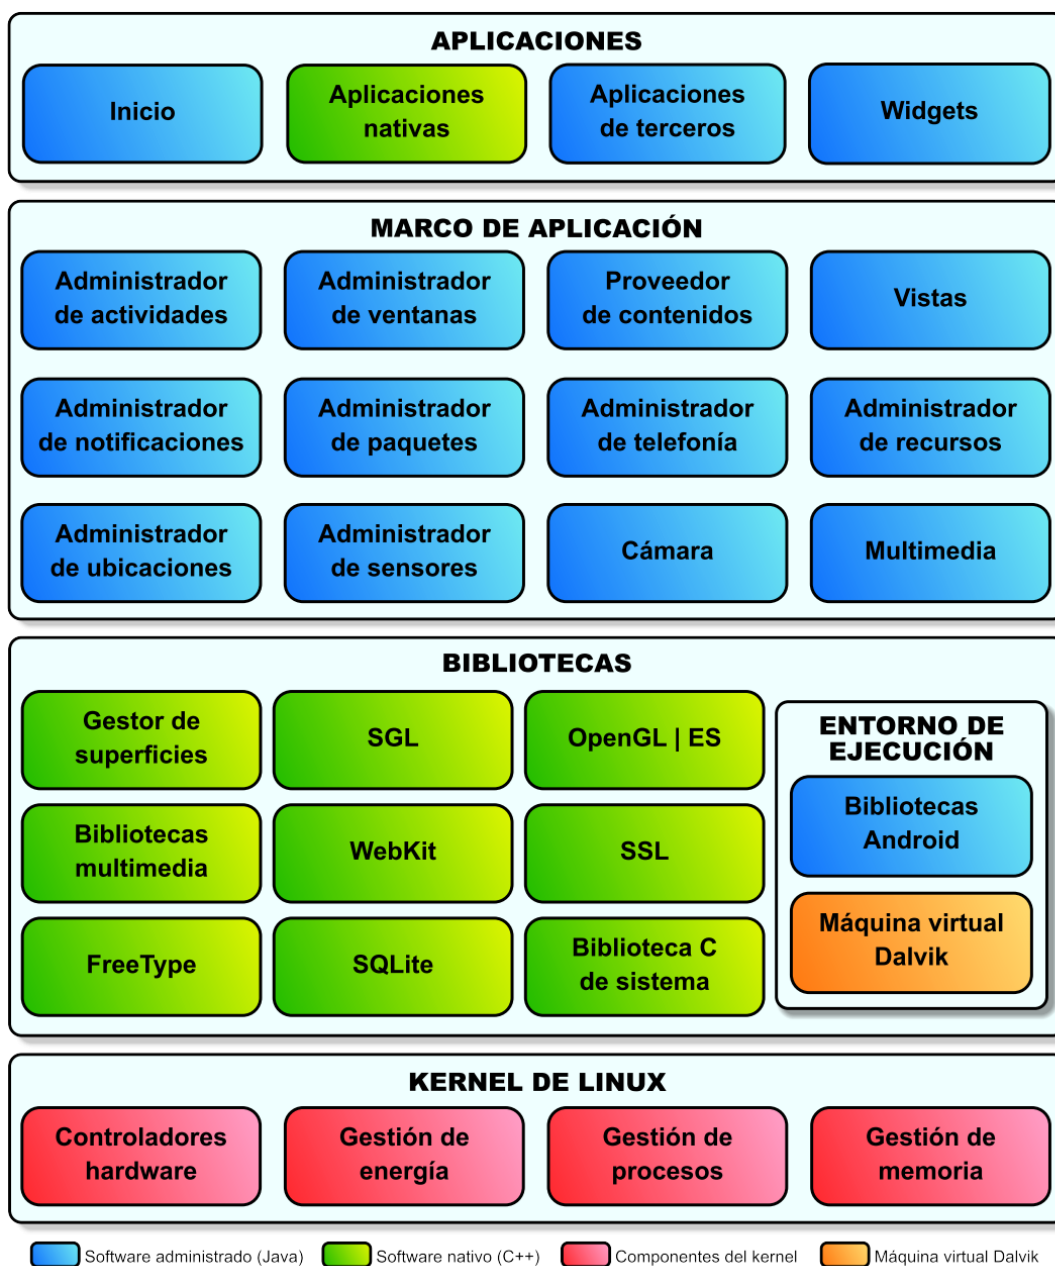 APLICACIONES
Inicio
Aplicaciones
nativas
Aplicaciones
de terceros
Widgets
MARCO DE APLICACIÓN
Administrador
de actividades
Administrador
de ventanas
Proveedor
de contenidos
Vistas
Administrador
de notificaciones
Administrador
de paquetes
Administrador
de telefonía
Administrador
de recursos
Administrador
de ubicaciones
Administrador
de sensores
Cámara
Multimedia
BIBLIOTECAS
Gestor de
superficies
SGL
OpenGL | ES
Bibliotecas
multimedia
WebKit
SSL
FreeType
SQLite
Biblioteca C
de sistema
ENTORNO DE
EJECUCIÓN
Bibliotecas
Android
Máquina virtual
Dalvik
KERNEL DE LINUX
Controladores
hardware
Gestión de
energía
Gestión de
procesos
Gestión de
memoria
Software administrado (Java)
Software nativo (C++)
Componentes del kernel
Máquina virtual Dalvik